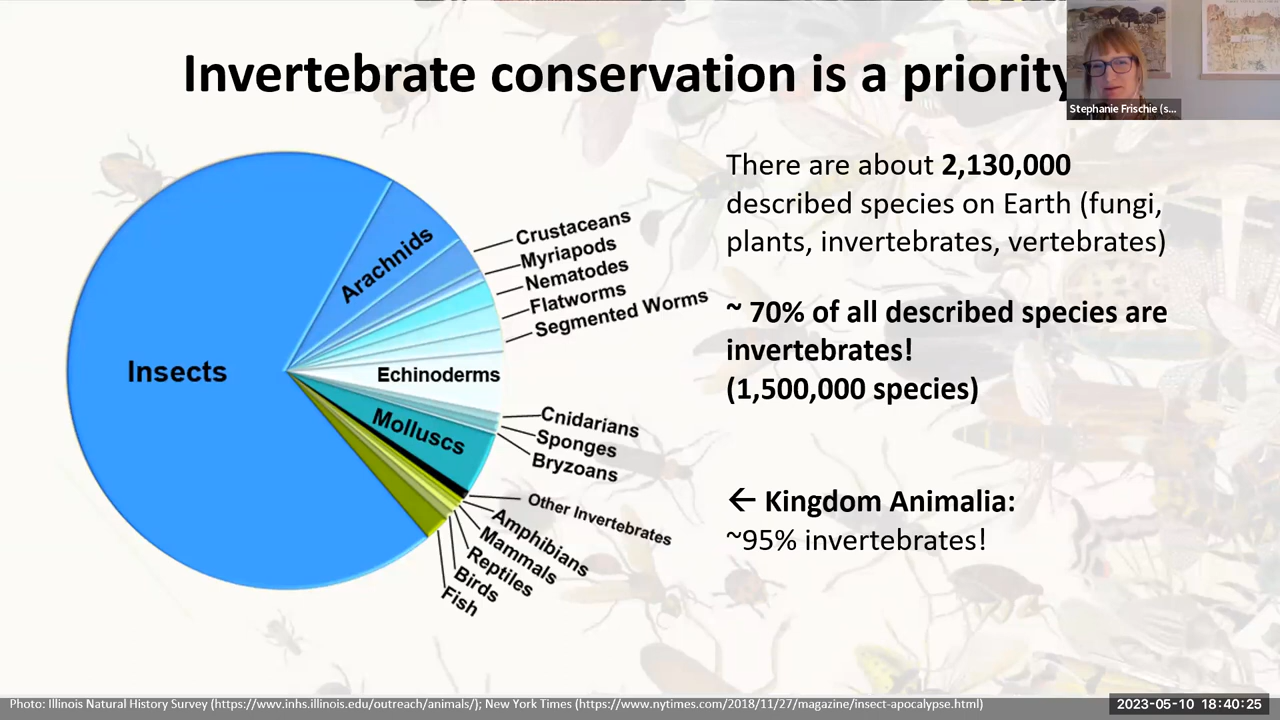 Invertebrate conservation is a priority
Stephanie Frischie (s...
There are about 2,130,000
described species on Earth (fungi,
plants, invertebrates, vertebrates)
~ 70% of all described species are
invertebrates!
(1,500,000 species)
← Kingdom Animalia:
~95% invertebrates!
Insects
Arachnids
Crustaceans
Myriapods
Nematodes
Flatworms
Segmented Worms
Echinoderms
Cnidarians
Sponges
Bryzoans
Molluscs
Other Invertebrates
Amphibians
Mammals
Reptiles
Birds
Fish
Photo: Illinois Natural History Survey (https://www.inhs.illinois.edu/outreach/animals/); New York Times (https://www.nytimes.com/2018/11/27/magazine/insect-apocalypse.html)
2023-05-10 18:40:25